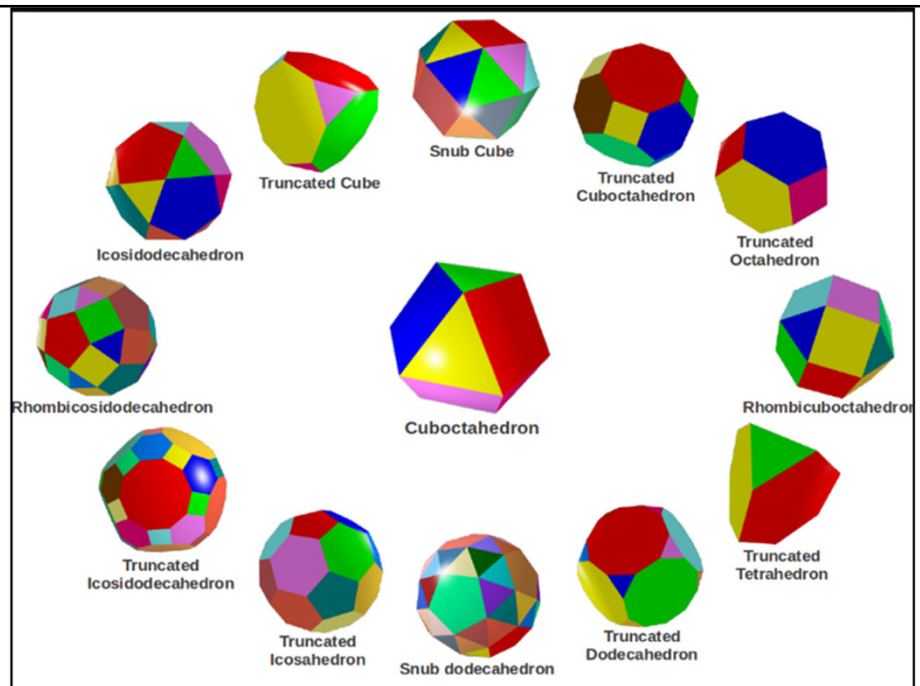 Snub Cube
Truncated Cube
Truncated
Cuboctahedron
Truncated
Octahedron
Icosidodecahedron
Rhombicosidodecahedron
Cuboctahedron
Rhombicuboctahedron
Truncated
Icosidodecahedron
Truncated
Tetrahedron
Truncated
Icosahedron
Snub dodecahedron
Truncated
Dodecahedron